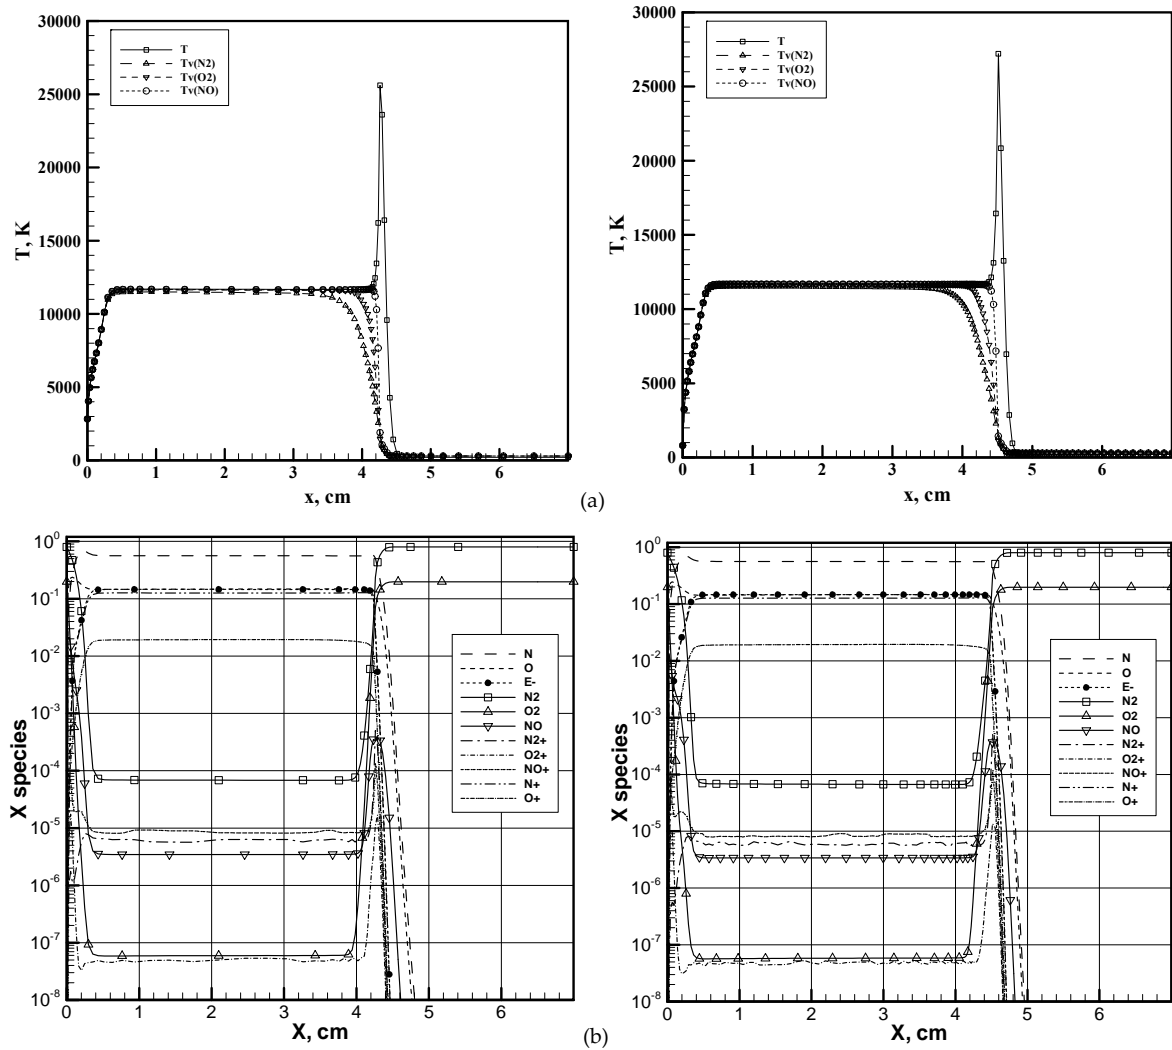 30000
25000
20000
15000
10000
5000
0
T, K
T
Tv(N2)
Tv(O2)
Tv(NO)
0 1 2 3 4 5 6
x, cm
30000
25000
20000
15000
10000
5000
0
T, K
T
Tv(N2)
Tv(O2)
Tv(NO)
0 1 2 3 4 5 6
x, cm
(a)
10^0
10^-1
10^-2
10^-3
10^-4
10^-5
10^-6
10^-7
10^-8
X species
N
O
E-
N2
O2
NO
N2+
O2+
NO+
N+
O+
0 1 2 3 4 5 6 7
X, cm
10^0
10^-1
10^-2
10^-3
10^-4
10^-5
10^-6
10^-7
10^-8
X species
N
O
E-
N2
O2
NO
N2+
O2+
NO+
N+
O+
0 1 2 3 4 5 6 7
X, cm
(b)